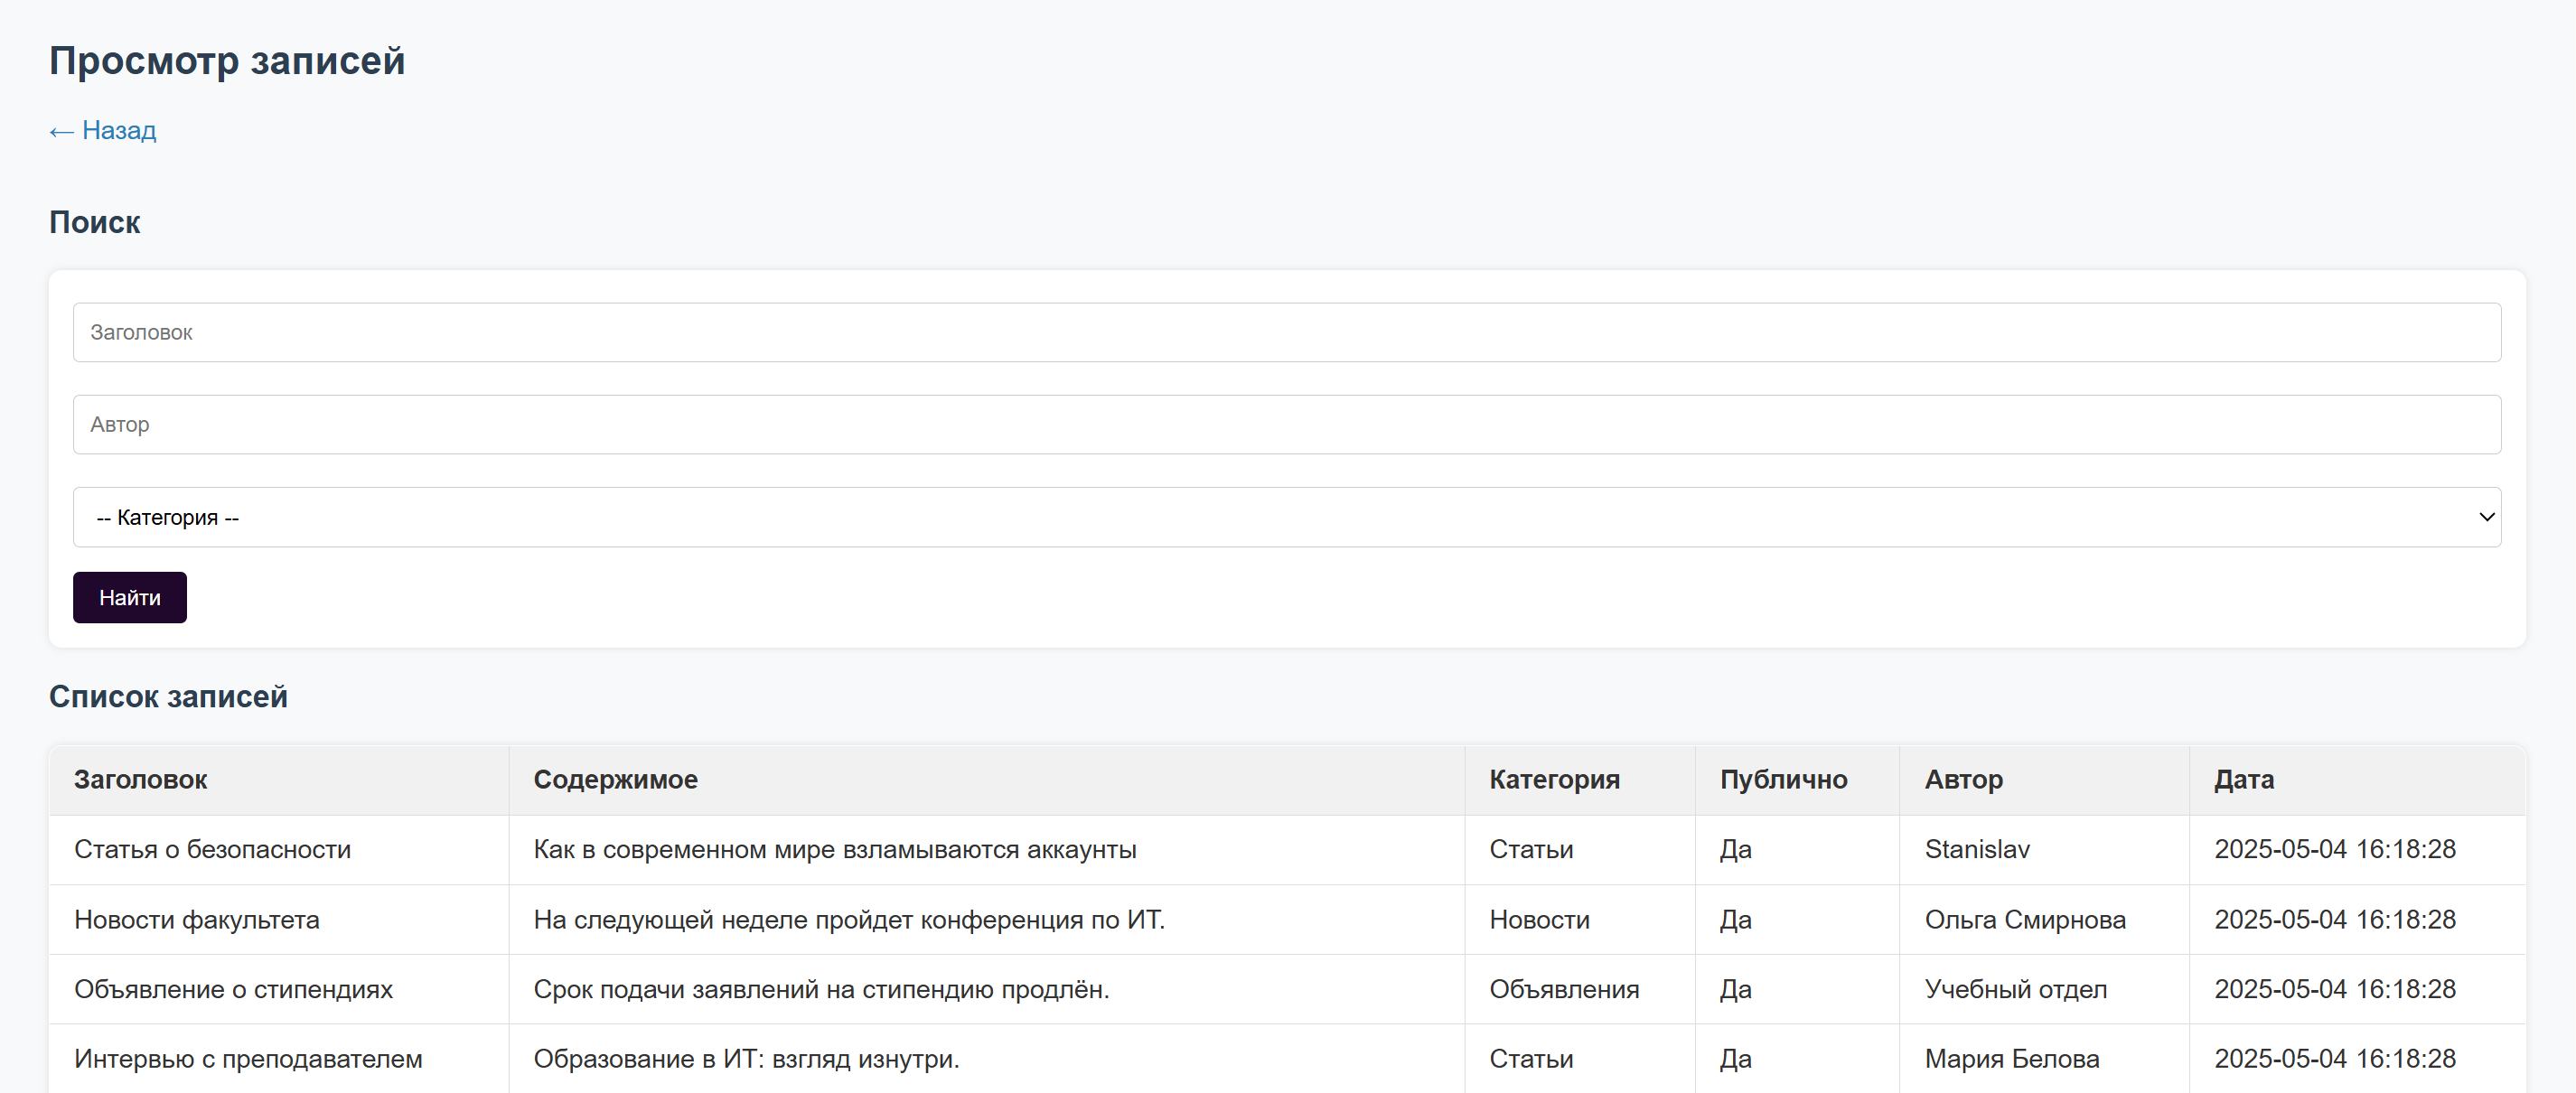 Просмотр записей
← Назад
Поиск
Заголовок
Автор
-- Категория --
Найти
Список записей
Заголовок Содержимое Категория Публично Автор Дата
Статья о безопасности Как в современном мире взламываются аккаунты Статьи Да Stanislav 2025-05-04 16:18:28
Новости факультета На следующей неделе пройдет конференция по ИТ. Новости Да Ольга Смирнова 2025-05-04 16:18:28
Объявление о стипендиях Срок подачи заявлений на стипендию продлён. Объявления Да Учебный отдел 2025-05-04 16:18:28
Интервью с преподавателем Образование в ИТ: взгляд изнутри. Статьи Да Мария Белова 2025-05-04 16:18:28